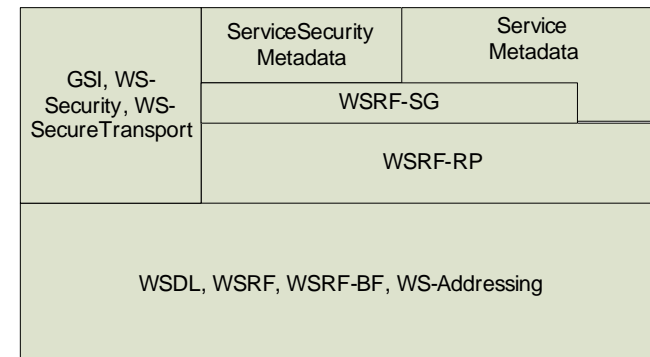 GSI, WS-
Security, WS-
SecureTransport
ServiceSecurity
Metadata
Service
Metadata
WSRF-SG
WSRF-RP
WSDL, WSRF, WSRF-BF, WS-Addressing